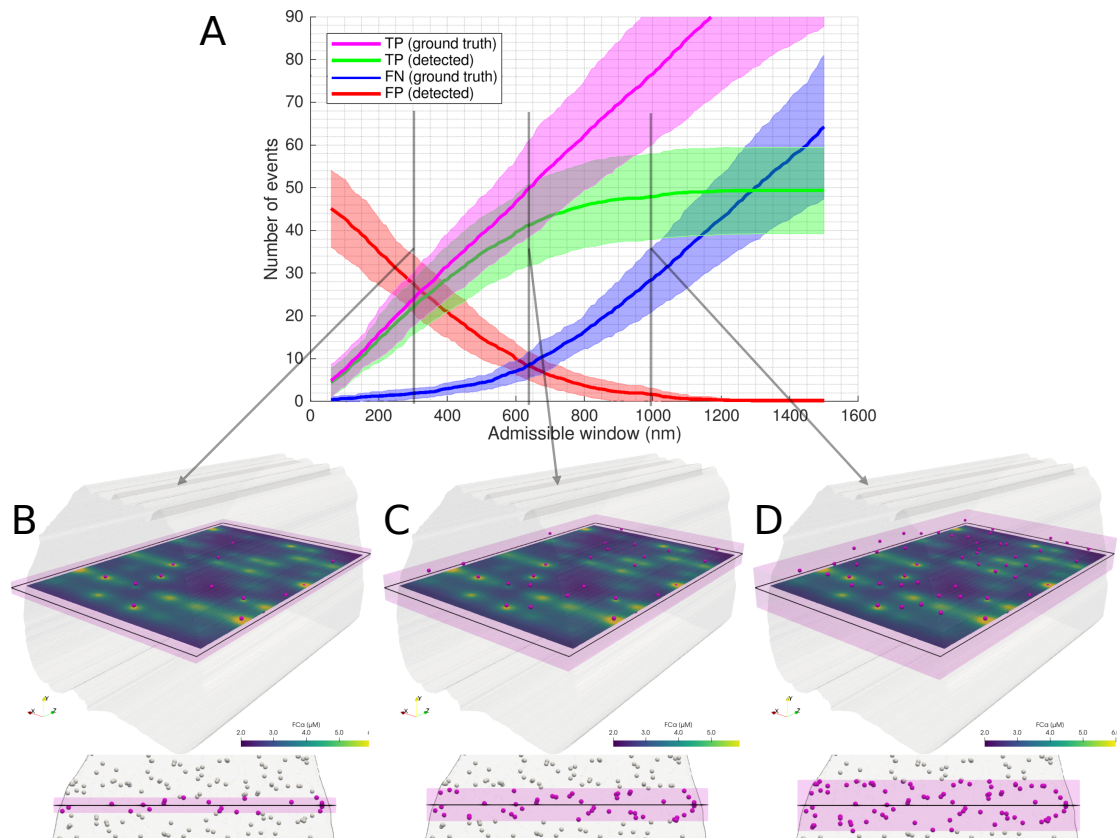 A
90
80
70
60
50
40
30
20
10
0
Number of events
TP (ground truth)
TP (detected)
FN (ground truth)
FP (detected)
0 200 400 600 800 1000 1200 1400 1600
Admissible window (nm)
B C D
Y X Z
Y X Z
Y X Z
FCa (μM)
2.0 3.0 4.0 5.0
FCa (μM)
2.0 3.0 4.0 5.0
FCa (μM)
2.0 3.0 4.0 5.0 6.0